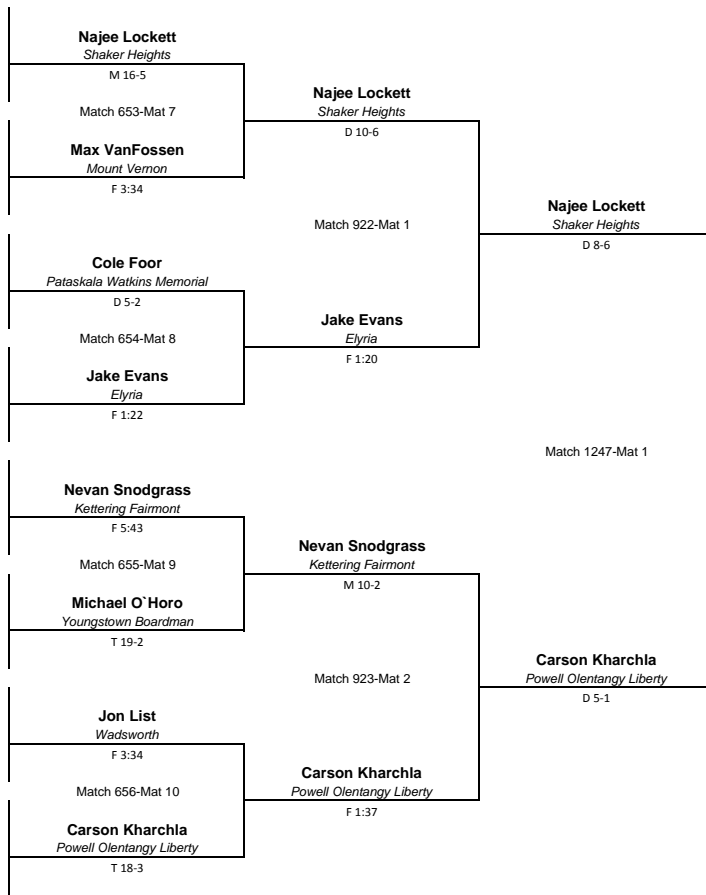 Najee Lockett
Shaker Heights
M 16-5
Match 653-Mat 7
Max VanFossen
Mount Vernon
F 3:34
Cole Foor
Pataskala Watkins Memorial
D 5-2
Match 654-Mat 8
Jake Evans
Elyria
F 1:22
Nevan Snodgrass
Kettering Fairmont
F 5:43
Match 655-Mat 9
Michael O`Horo
Youngstown Boardman
T 19-2
Jon List
Wadsworth
F 3:34
Match 656-Mat 10
Carson Kharchla
Powell Olentangy Liberty
T 18-3
Najee Lockett
Shaker Heights
D 10-6
Match 922-Mat 1
Jake Evans
Elyria
F 1:20
Nevan Snodgrass
Kettering Fairmont
M 10-2
Match 923-Mat 2
Carson Kharchla
Powell Olentangy Liberty
F 1:37
Najee Lockett
Shaker Heights
D 8-6
Match 1247-Mat 1
Carson Kharchla
Powell Olentangy Liberty
D 5-1